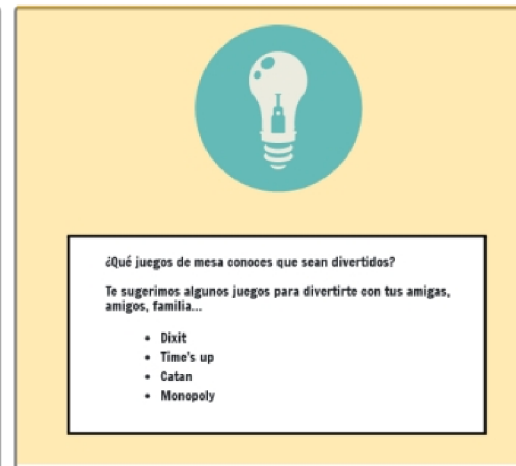 ¿Qué juegos de mesa conoces que sean divertidos?
Te sugerimos algunos juegos para divertirte con tus amigas,
amigos, familia...
• Dixit
• Time's up
• Catan
• Monopoly